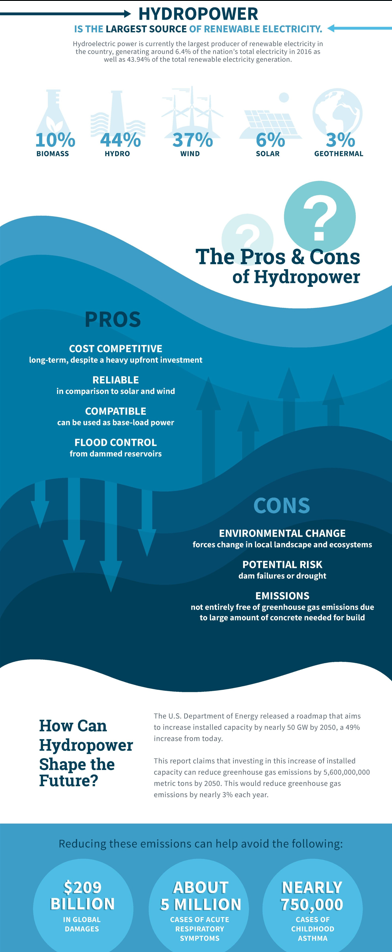 HYDROPOWER
IS THE LARGEST SOURCE OF RENEWABLE ELECTRICITY.
Hydroelectric power is currently the largest producer of renewable electricity in
the country, generating around 6.4% of the nation's total electricity in 2016 as
well as 43.94% of the total renewable electricity generation.
10% 44% 37% 6% 3%
BIOMASS HYDRO WIND SOLAR GEOTHERMAL
? ?
The Pros & Cons
of Hydropower
PROS
COST COMPETITIVE
long-term, despite a heavy upfront investment
RELIABLE
in comparison to solar and wind
COMPATIBLE
can be used as base-load power
FLOOD CONTROL
from dammed reservoirs
CONS
ENVIRONMENTAL CHANGE
forces change in local landscape and ecosystems
POTENTIAL RISK
dam failures or drought
EMISSIONS
not entirely free of greenhouse gas emissions due
to large amount of concrete needed for build
How Can
Hydropower
Shape the
Future?
The U.S. Department of Energy released a roadmap that aims
to increase installed capacity by nearly 50 GW by 2050, a 49%
increase from today.
This report claims that investing in this increase of installed
capacity can reduce greenhouse gas emissions by 5,600,000,000
metric tons by 2050. This would reduce greenhouse gas
emissions by nearly 3% each year.
Reducing these emissions can help avoid the following:
$209
BILLION
IN GLOBAL
DAMAGES
ABOUT
5 MILLION
CASES OF ACUTE
RESPIRATORY
SYMPTOMS
NEARLY
750,000
CASES OF
CHILDHOOD
ASTHMA